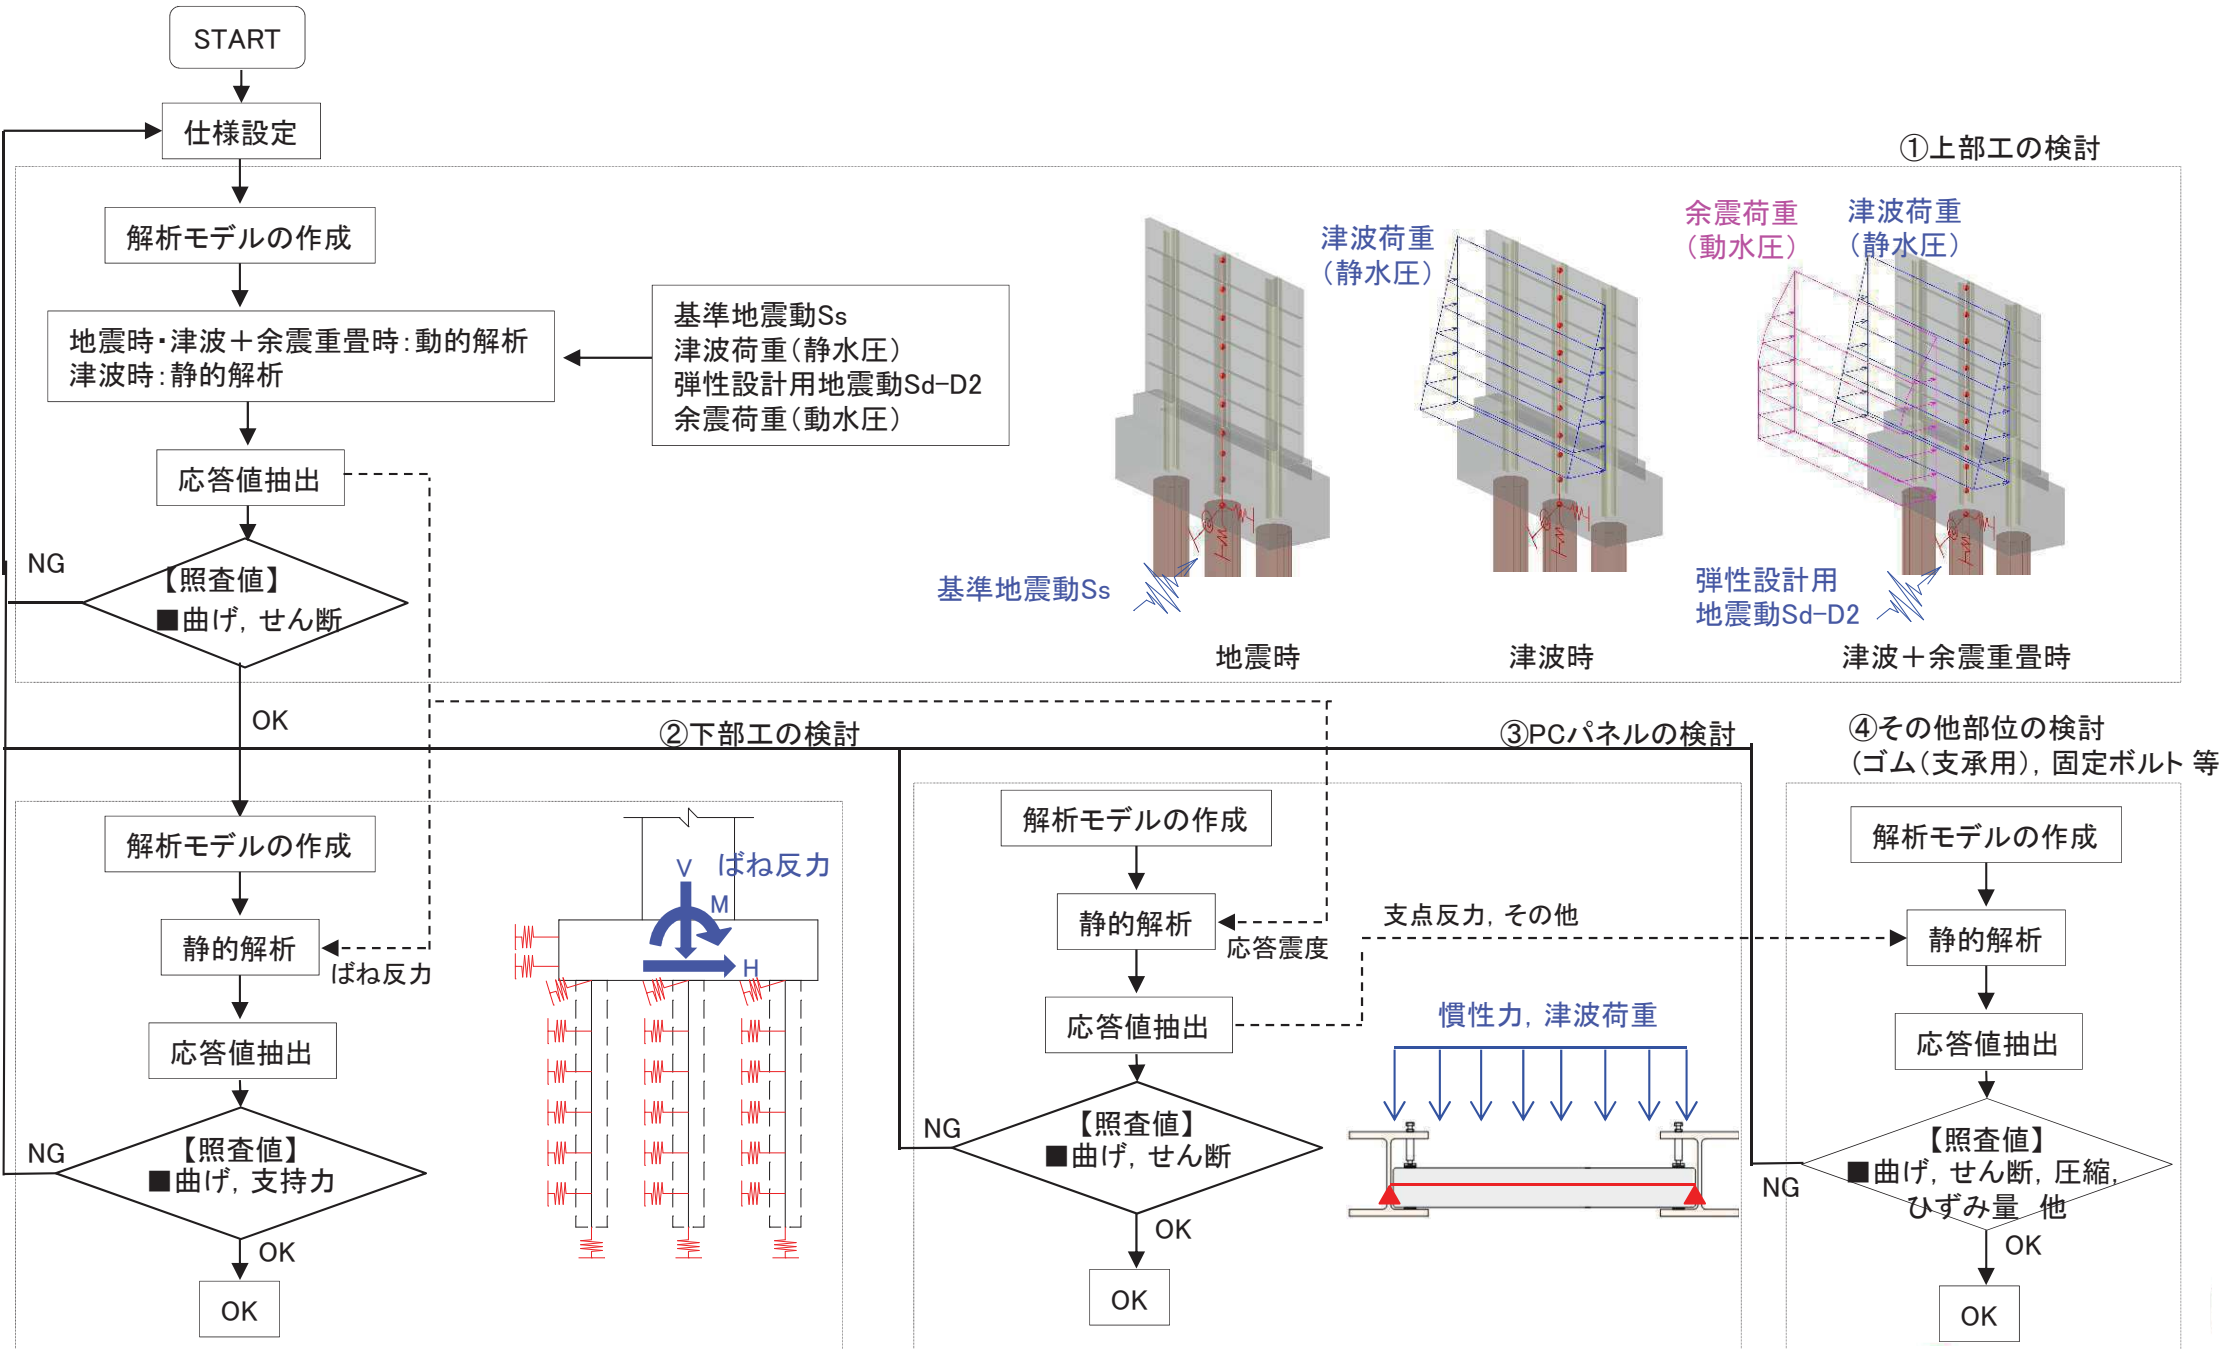 START
仕様設定
①上部工の検討
解析モデルの作成
地震時・津波＋余震重畳時：動的解析
津波時：静的解析
基準地震動Ss
津波荷重（静水圧）
弾性設計用地震動Sd-D2
余震荷重（動水圧）
応答値抽出
NG
【照査値】
■曲げ，せん断
OK
基準地震動Ss
地震時
津波荷重
（静水圧）
津波時
余震荷重
（動水圧）
津波荷重
（静水圧）
弾性設計用
地震動Sd-D2
津波＋余震重畳時
②下部工の検討
解析モデルの作成
静的解析
ばね反力
応答値抽出
NG
【照査値】
■曲げ，支持力
OK
OK
V
ばね反力
M
H
③PCパネルの検討
解析モデルの作成
静的解析
応答震度
応答値抽出
NG
【照査値】
■曲げ，せん断
OK
OK
支点反力，その他
慣性力，津波荷重
④その他部位の検討
（ゴム（支承用），固定ボルト 等
解析モデルの作成
静的解析
応答値抽出
NG
【照査値】
■曲げ，せん断，圧縮，
ひずみ量 他
OK
OK